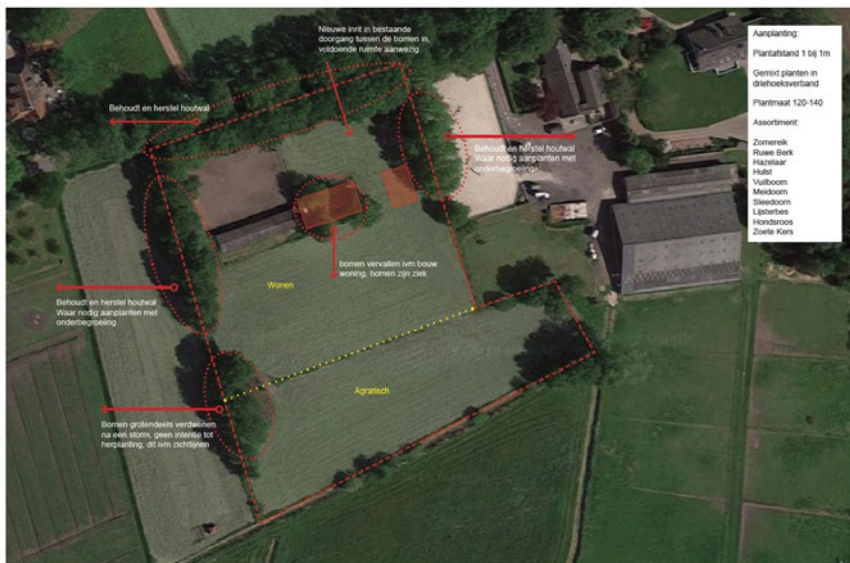 Nieuwe inrit in bestaande
doorgang tussen de bomen in,
voldoende ruimte aanwezig
Behoudt en herstel houtwal
Behoudt en herstel houtwal
Waar nodig aanplanten met
onderbegroeiing
bomen vervallen ivm bouw
woning, bomen zijn ziek
Wonen
Behoudt en herstel houtwal
Waar nodig aanplanten met
onderbegroeiing
Agrarisch
Bomen grotendeels verdwenen
na een storm, geen intentie tot
herplanting, dit ivm zichtlijnen
Aanplanting:
Plantafstand 1 bij 1m
Gemixt planten in
driehoeksverband
Plantmaat 120-140
Assortiment:
Zomereik
Ruwe Berk
Hazelaar
Hulst
Vuilboom
Meidoorn
Sleedoorn
Lijsterbes
Hondsroos
Zoete Kers